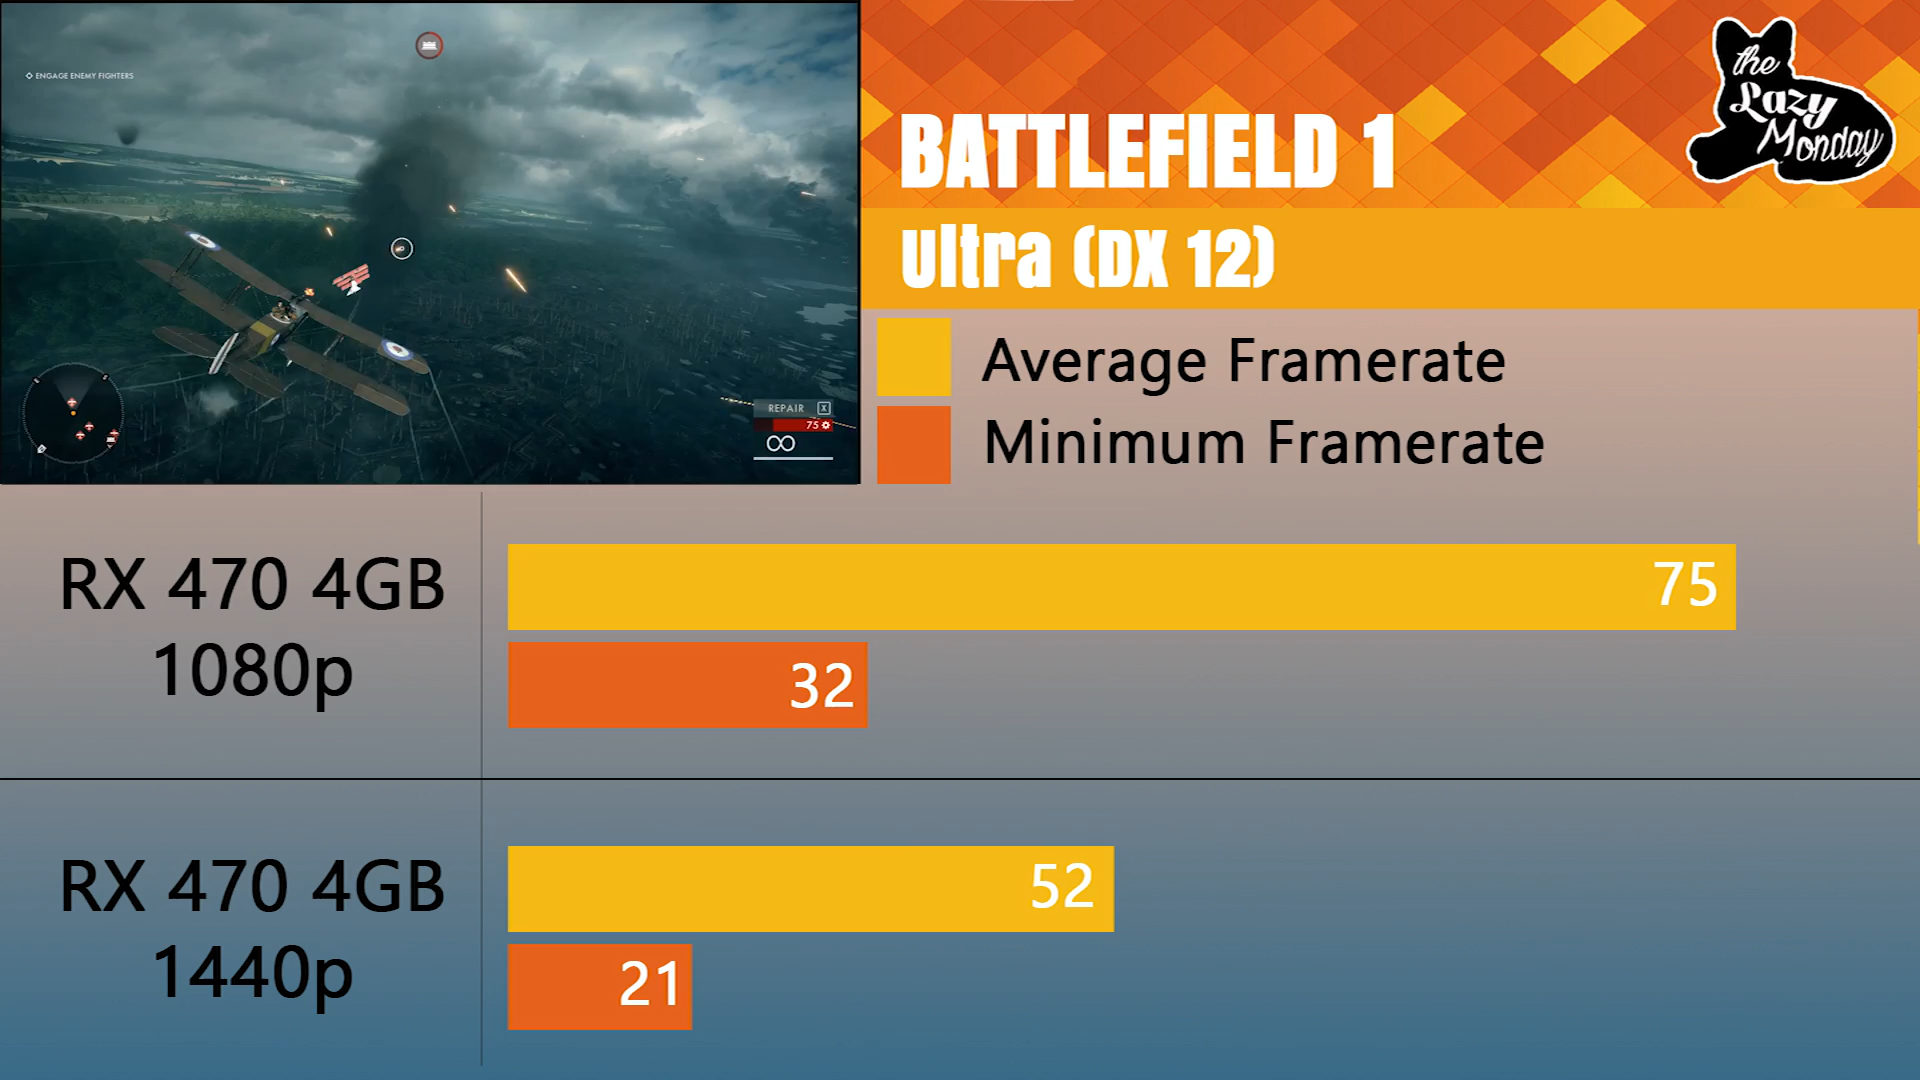 ENGAGE ENEMY FIGHTERS
REPAIR X
75
the
Lazy
Monday
BATTLEFIELD 1
Ultra (DX 12)
Average Framerate
Minimum Framerate
RX 470 4GB
1080p
75
32
RX 470 4GB
1440p
52
21